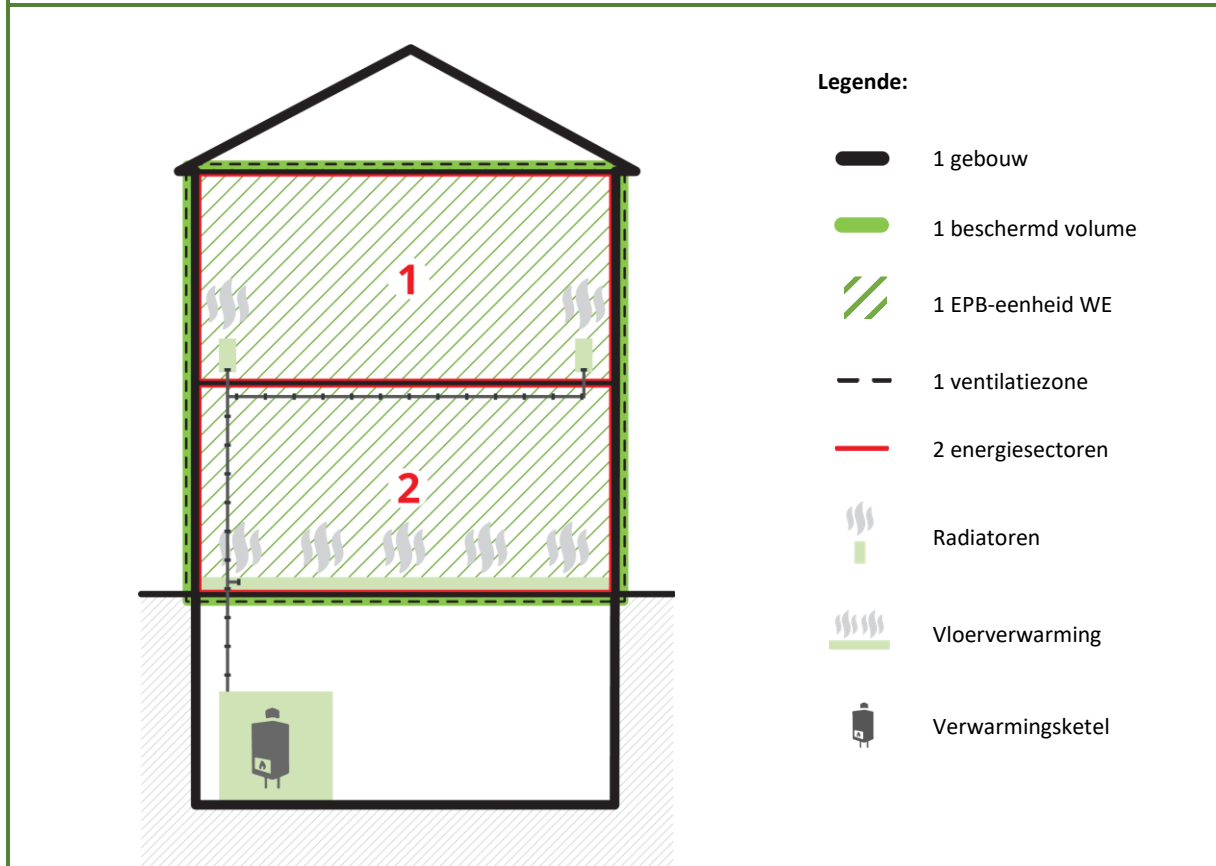 Legende:
1 gebouw
1 beschermd volume
1
1 EPB-eenheid WE
1 ventilatiezone
2 energiesectoren
2
Radiatoren
Vloerverwarming
Verwarmingsketel